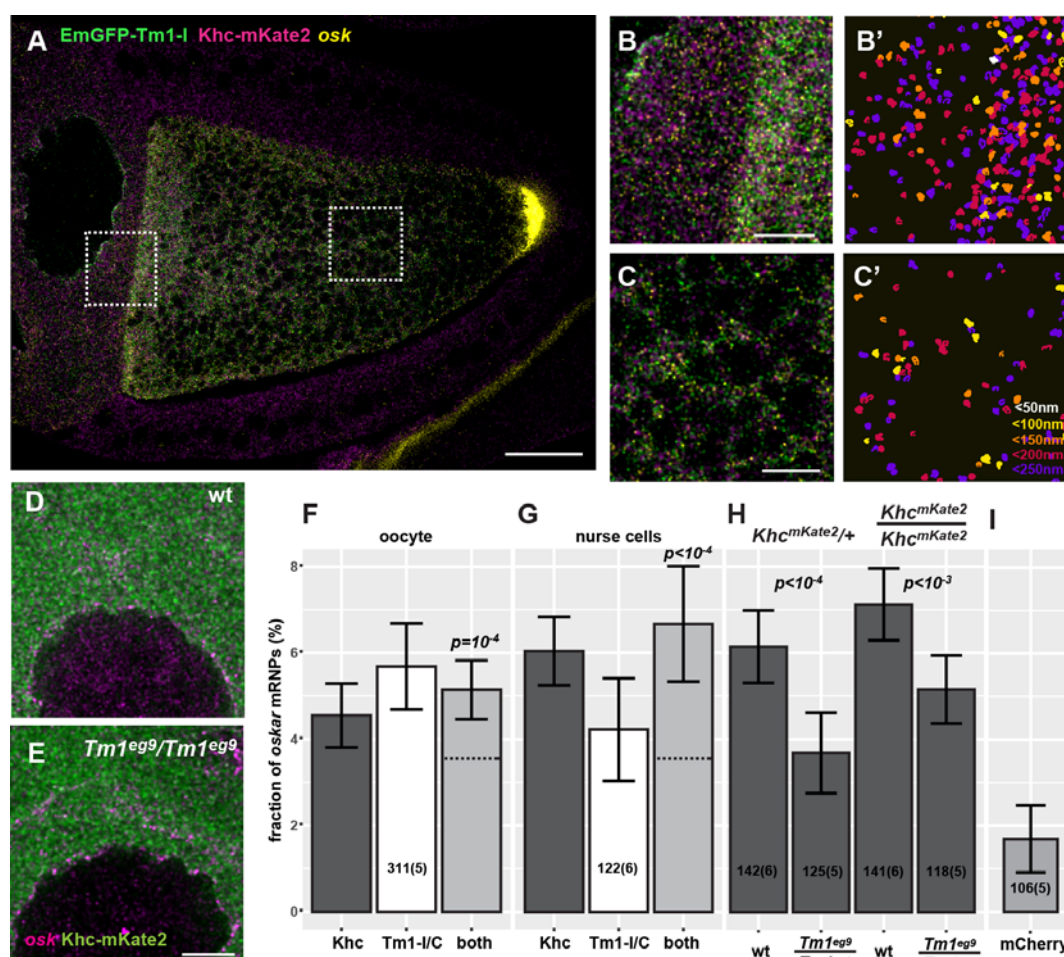 A EmGFP-Tm1-I Khc-mKate2 osk
B
B'
C
C'
<50nm
<100nm
<150nm
<200nm
<250nm
D wt
E Tm1eg9/Tm1eg9
osk Khc-mKate2
fraction of oskar mRNPs (%)
8
6
4
2
0
F
oocyte
p=10-4
311(5)
Khc Tm1-I/C both
G
nurse cells
p<10-4
122(6)
Khc Tm1-I/C both
H
KhcmKate2/+
KhcmKate2
KhcmKate2
p<10-4
p<10-3
142(6) 125(5) 141(6) 118(5)
wt Tm1eg9 wt Tm1eg9
I
106(5)
mCherry